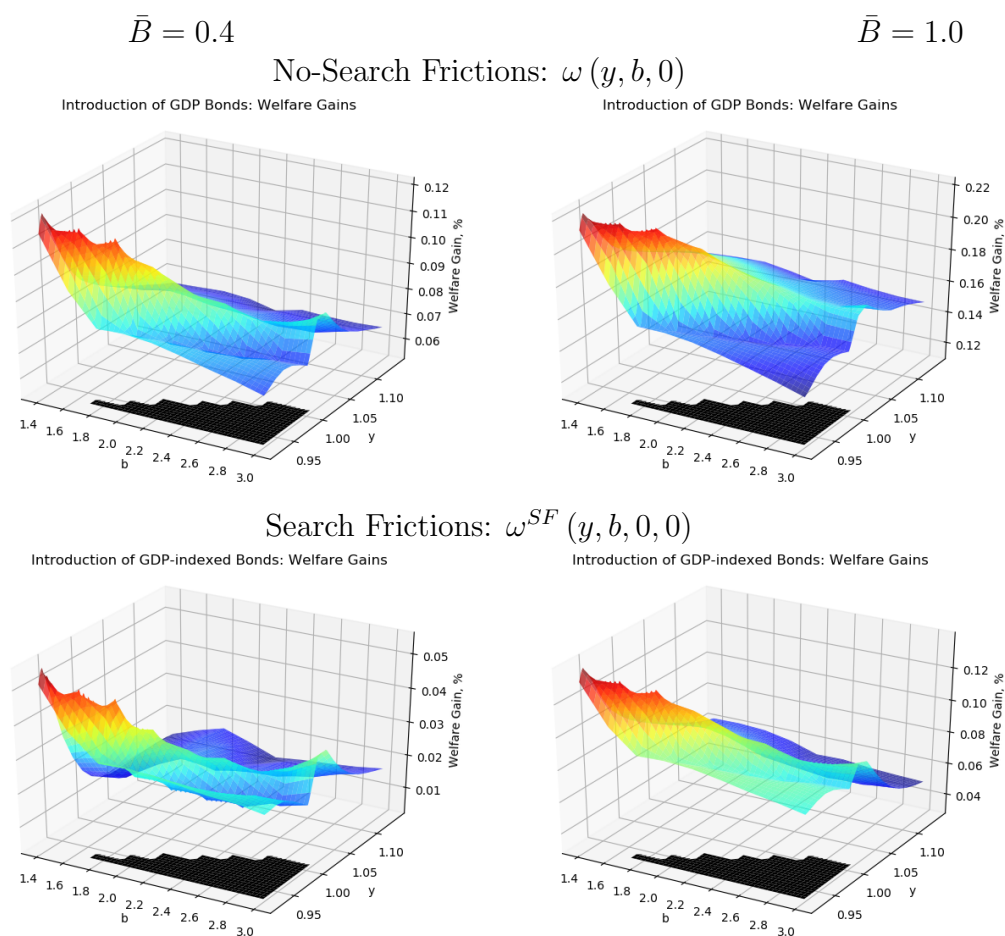 B̄ = 0.4
B̄ = 1.0
No-Search Frictions: ω (y, b, 0)
Introduction of GDP Bonds: Welfare Gains
0.12
0.11
0.10
0.09
0.08
0.07
0.06
Welfare Gain, %
1.10
1.05
1.00
0.95
y
1.4 1.6 1.8 2.0 2.2 2.4 2.6 2.8 3.0
b
Introduction of GDP Bonds: Welfare Gains
0.22
0.20
0.18
0.16
0.14
0.12
Welfare Gain, %
1.10
1.05
1.00
0.95
y
1.4 1.6 1.8 2.0 2.2 2.4 2.6 2.8 3.0
b
Search Frictions: ω^SF (y, b, 0, 0)
Introduction of GDP-indexed Bonds: Welfare Gains
0.05
0.04
0.03
0.02
0.01
Welfare Gain, %
1.10
1.05
1.00
0.95
y
1.4 1.6 1.8 2.0 2.2 2.4 2.6 2.8 3.0
b
Introduction of GDP-indexed Bonds: Welfare Gains
0.12
0.10
0.08
0.06
0.04
Welfare Gain, %
1.10
1.05
1.00
0.95
y
1.4 1.6 1.8 2.0 2.2 2.4 2.6 2.8 3.0
b